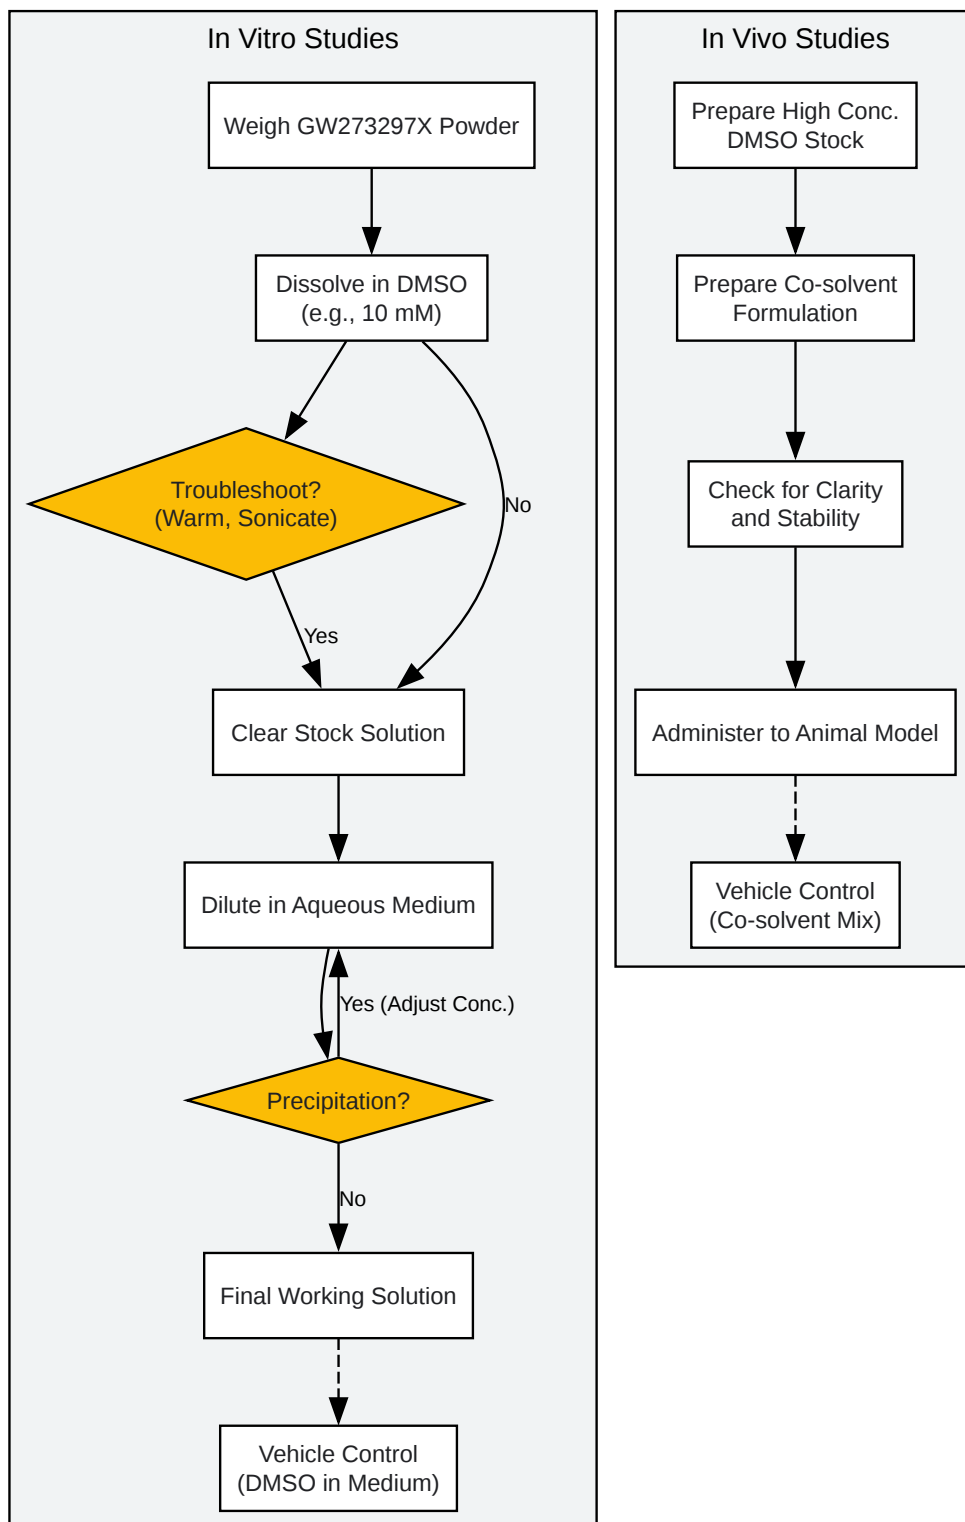 In Vitro Studies
Weigh GW273297X Powder
Dissolve in DMSO
(e.g., 10 mM)
Troubleshoot?
(Warm, Sonicate)
No
Yes
Clear Stock Solution
Dilute in Aqueous Medium
Yes (Adjust Conc.)
Precipitation?
No
Final Working Solution
Vehicle Control
(DMSO in Medium)
In Vivo Studies
Prepare High Conc.
DMSO Stock
Prepare Co-solvent
Formulation
Check for Clarity
and Stability
Administer to Animal Model
Vehicle Control
(Co-solvent Mix)